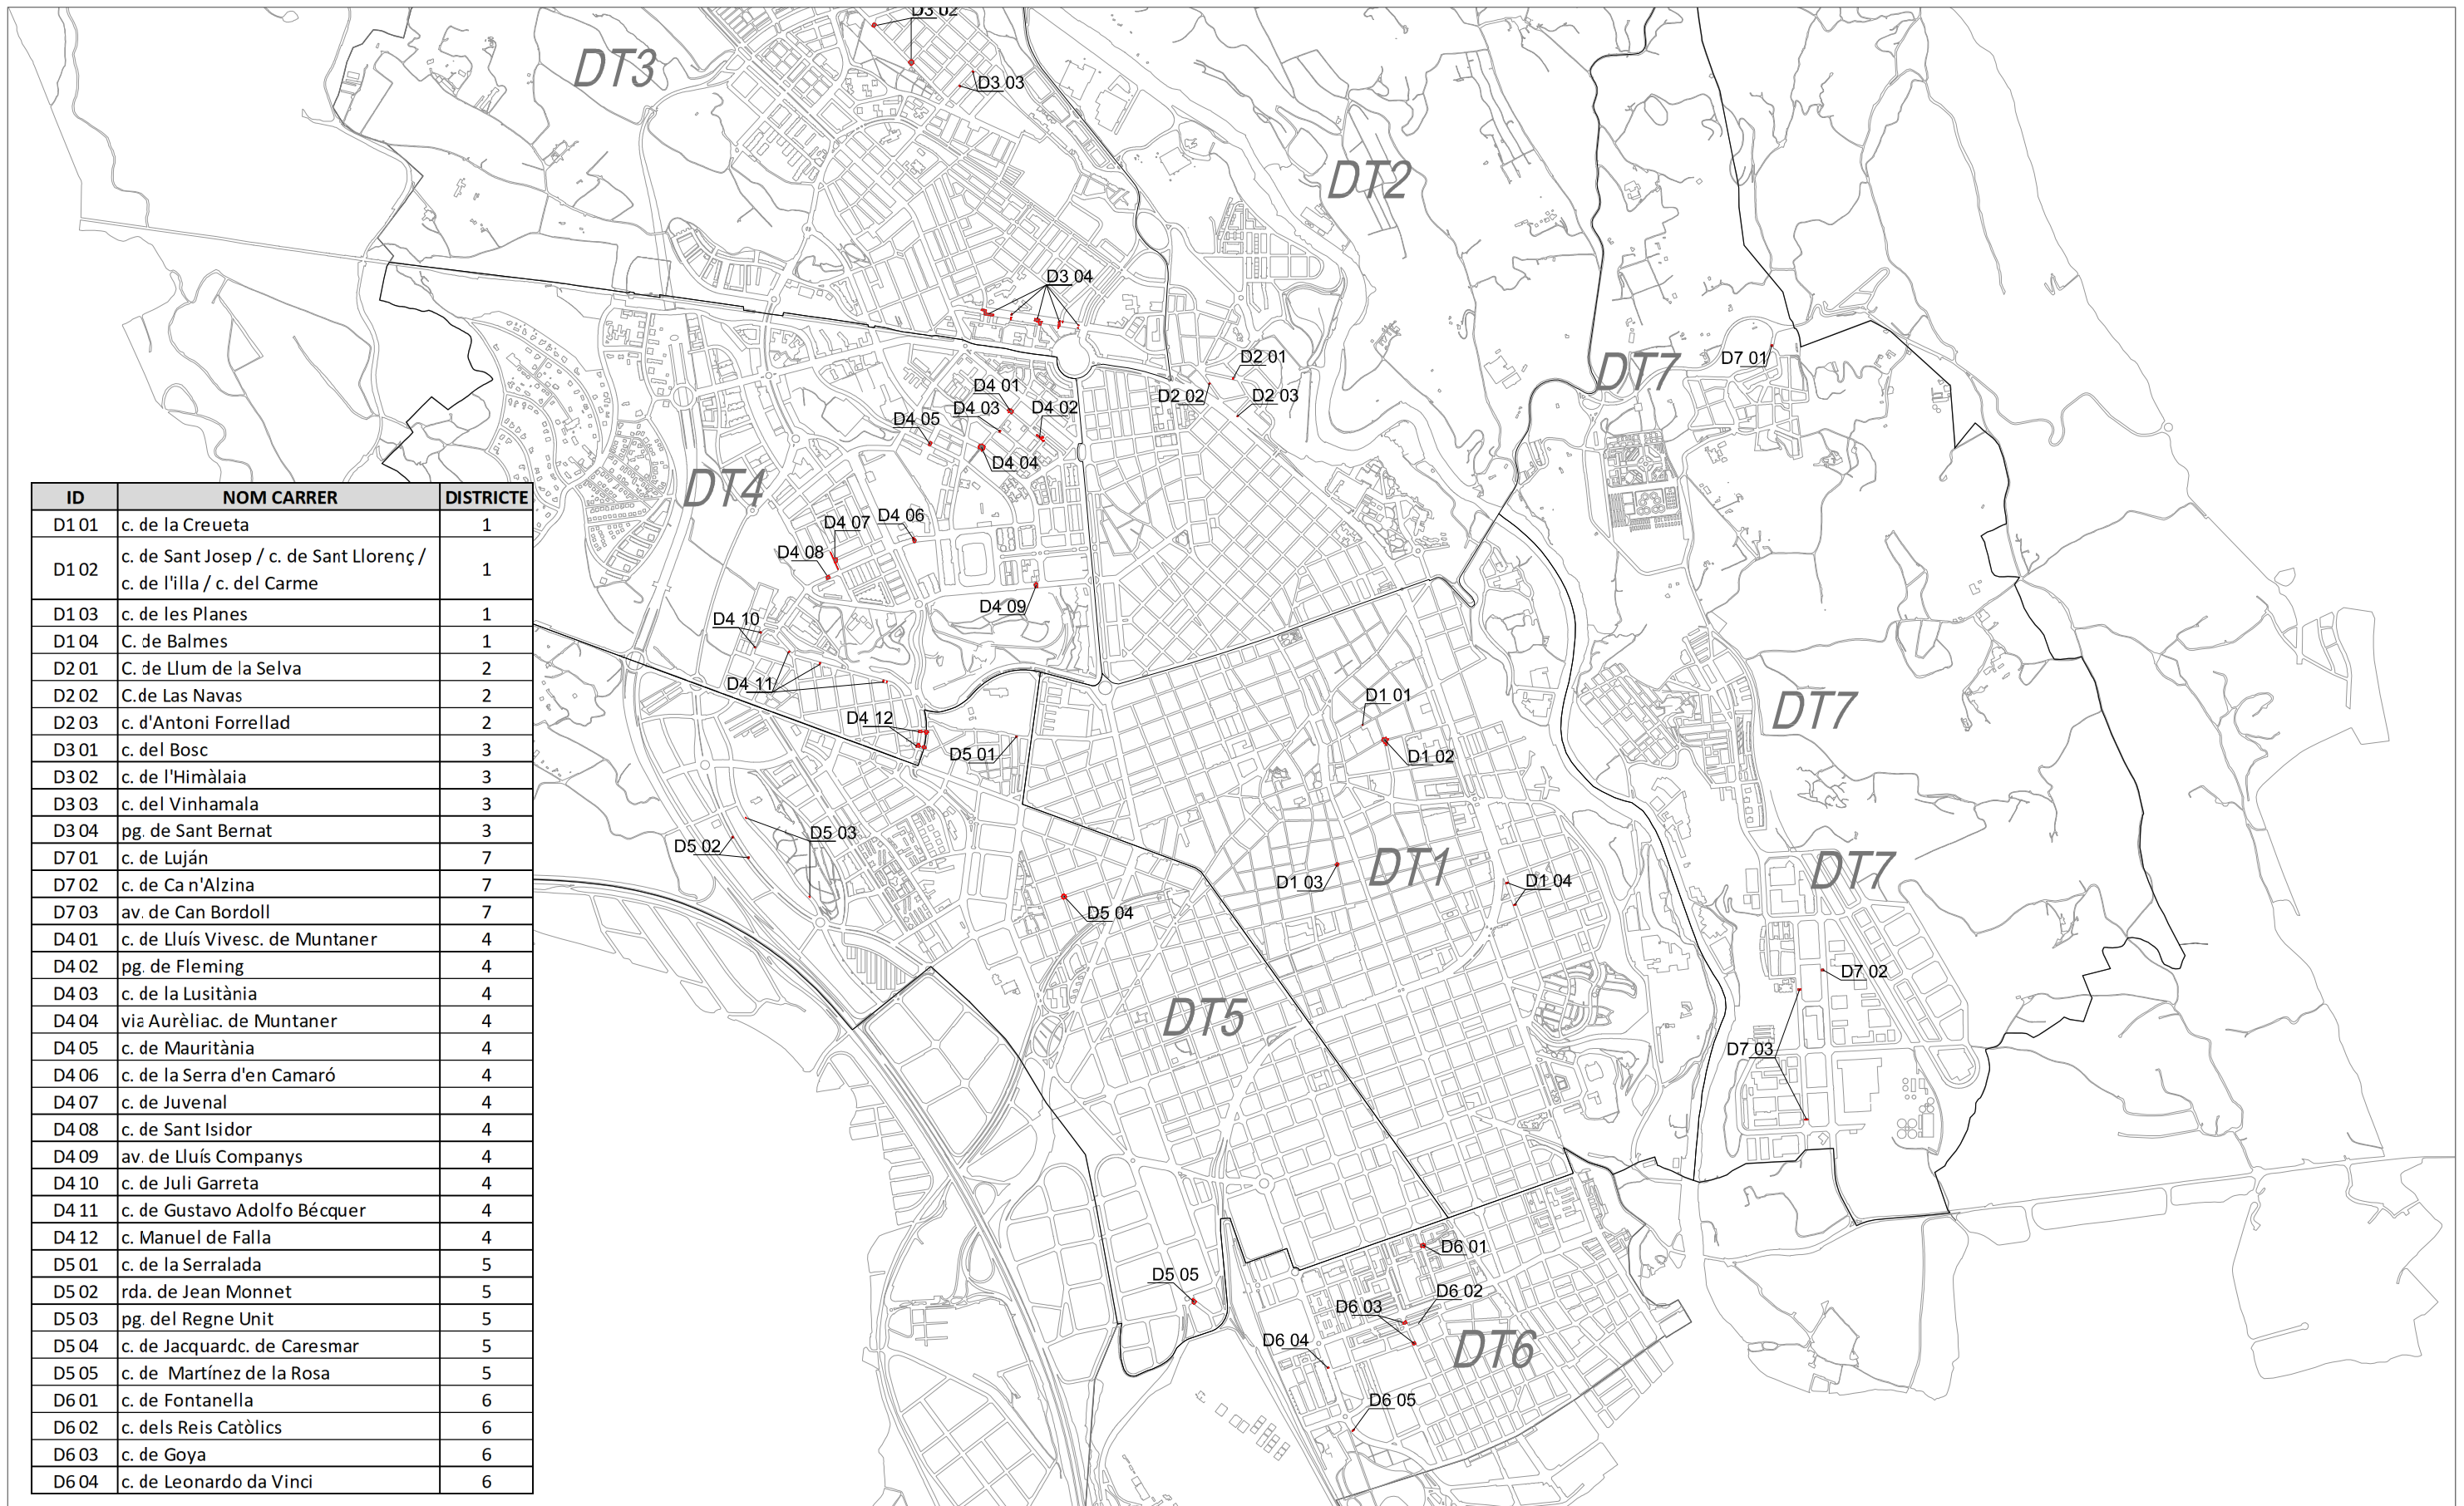 D3 02
DT3
D3 03
DT2
D3 04
D2 01
DT7
D7 01
D4 01
D2 02
D2 03
D4 03
D4 02
D4 05
D4 04
DT4
ID NOM CARRER DISTRICTE
D1 01 c. de la Creueta 1
D1 02 c. de Sant Josep / c. de Sant Llorenç /
c. de l'illa / c. del Carme 1
D1 03 c. de les Planes 1
D1 04 C. de Balmes 1
D2 01 C. de Llum de la Selva 2
D2 02 C.de Las Navas 2
D2 03 c. d'Antoni Forrellad 2
D3 01 c. del Bosc 3
D3 02 c. de l'Himàlaia 3
D3 03 c. del Vinhamala 3
D3 04 pg. de Sant Bernat 3
D7 01 c. de Luján 7
D7 02 c. de Ca n'Alzina 7
D7 03 av. de Can Bordoll 7
D4 01 c. de Lluís Vivesc. de Muntaner 4
D4 02 pg. de Fleming 4
D4 03 c. de la Lusitània 4
D4 04 via Aurèliac. de Muntaner 4
D4 05 c. de Mauritània 4
D4 06 c. de la Serra d'en Camaró 4
D4 07 c. de Juvenal 4
D4 08 c. de Sant Isidor 4
D4 09 av. de Lluís Companys 4
D4 10 c. de Juli Garreta 4
D4 11 c. de Gustavo Adolfo Bécquer 4
D4 12 c. Manuel de Falla 4
D5 01 c. de la Serralada 5
D5 02 rda. de Jean Monnet 5
D5 03 pg. del Regne Unit 5
D5 04 c. de Jacquardc. de Caresmar 5
D5 05 c. de Martínez de la Rosa 5
D6 01 c. de Fontanella 6
D6 02 c. dels Reis Catòlics 6
D6 03 c. de Goya 6
D6 04 c. de Leonardo da Vinci 6
D4 07
D4 06
D4 08
D4 09
D4 10
D4 11
D1 01
DT7
D4 12
D5 01
D1 02
D5 03
D5 02
DT1
DT7
D1 03
D1 04
D5 04
D7 02
DT5
D7 03
D6 01
D5 05
D6 02
D6 03
D6 04
DT6
D6 05